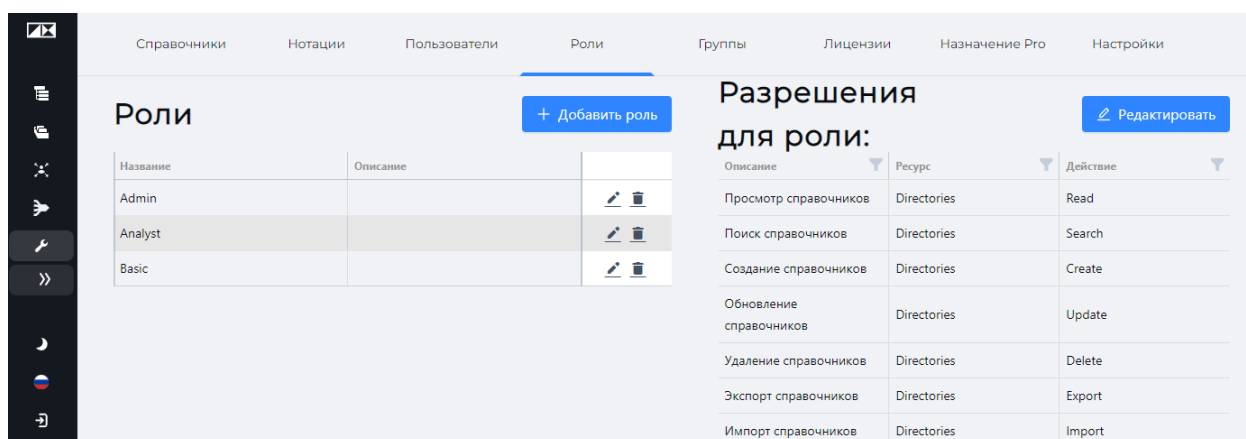 Справочники Нотации Пользователи Роли Группы Лицензии Назначение Pro Настройки
Роли
+ Добавить роль
Название Описание
Admin
Analyst
Basic
Разрешения
для роли:
Редактировать
Описание Ресурс Действие
Просмотр справочников Directories Read
Поиск справочников Directories Search
Создание справочников Directories Create
Обновление
справочников Directories Update
Удаление справочников Directories Delete
Экспорт справочников Directories Export
Импорт справочников Directories Import